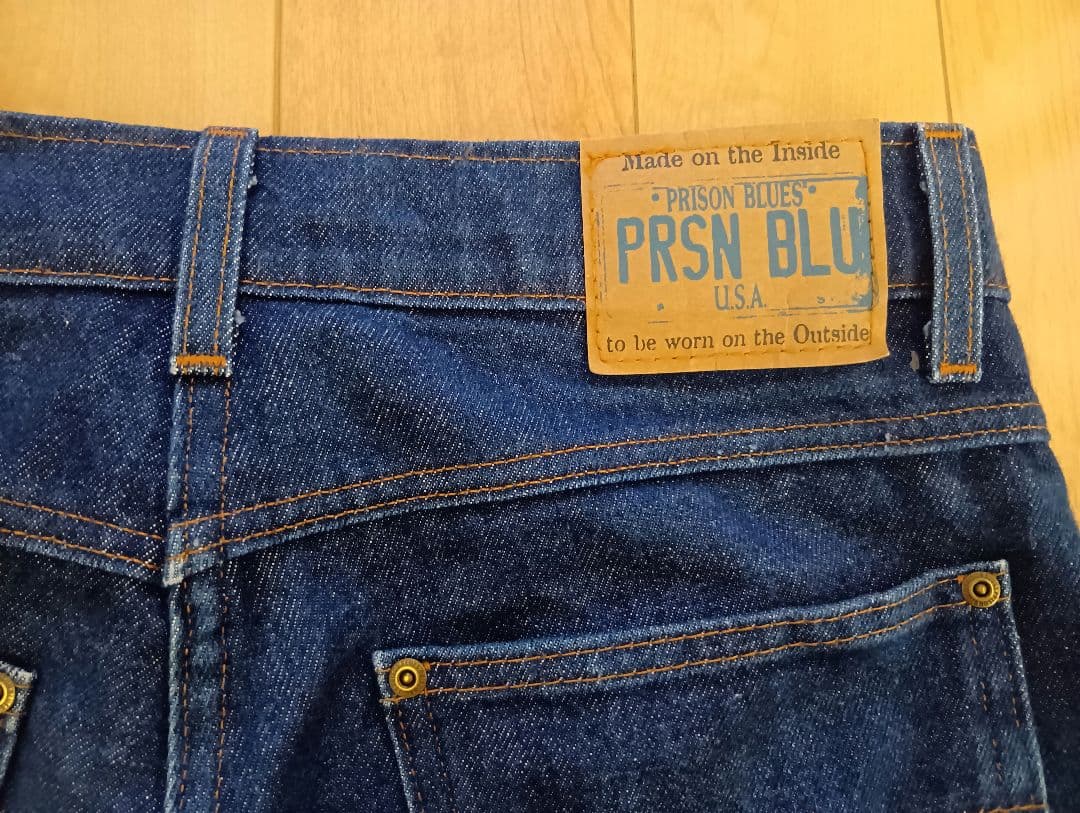 Made on the Inside
• PRISON BLUES •
PRSN BLU
U.S.A.
to be worn on the Outside